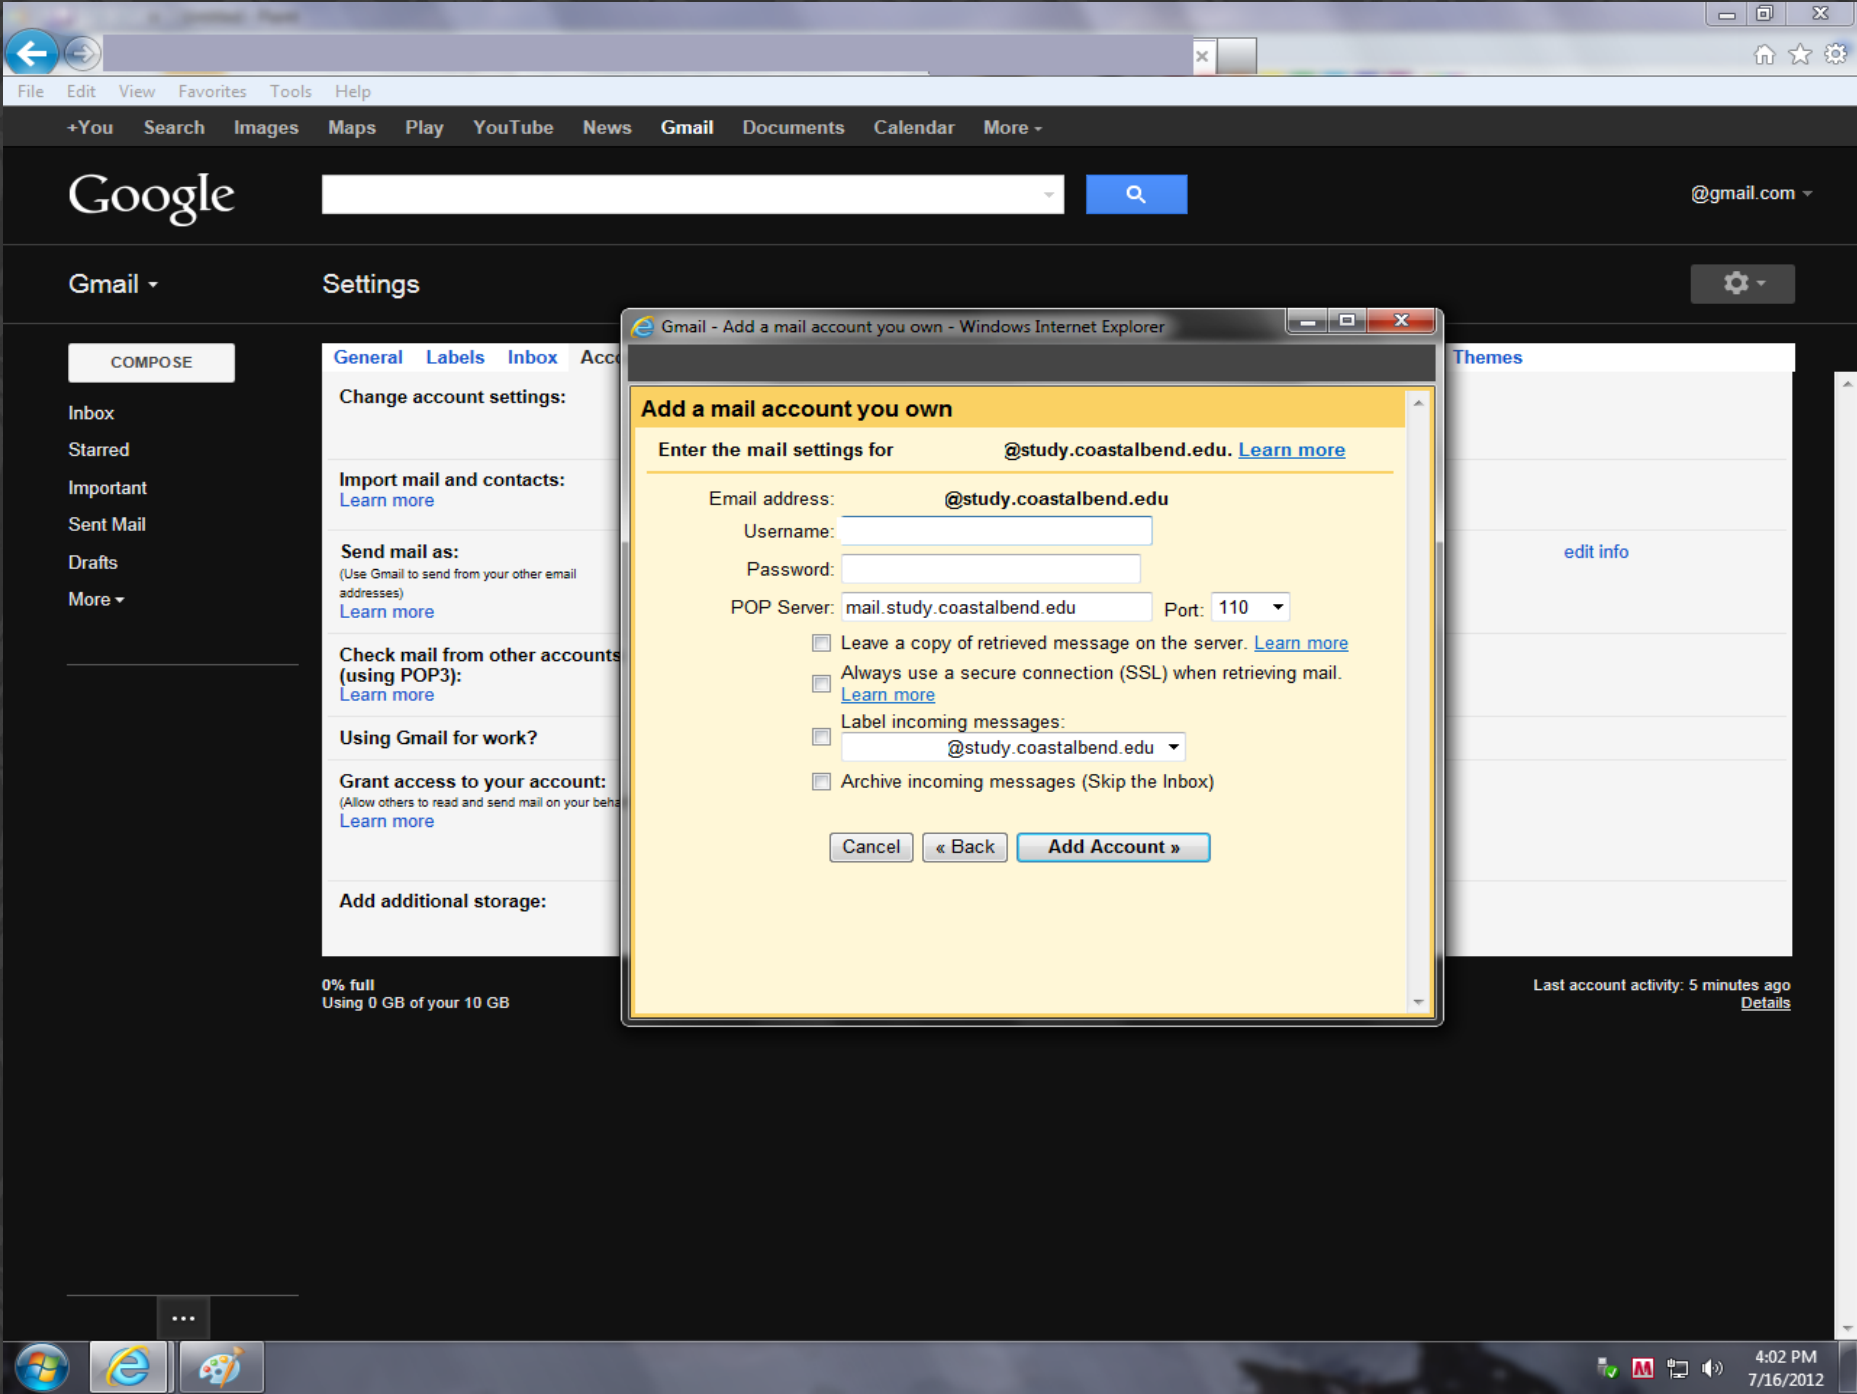 File Edit View Favorites Tools Help
+You Search Images Maps Play YouTube News Gmail Documents Calendar More
Google
@gmail.com
Gmail
Settings
Gmail - Add a mail account you own - Windows Internet Explorer
COMPOSE
Inbox
Starred
Important
Sent Mail
Drafts
More
General Labels Inbox Acco
Themes
Change account settings:
Import mail and contacts:
Learn more
Send mail as:
(Use Gmail to send from your other email
addresses)
Learn more
edit info
Check mail from other accounts
(using POP3):
Learn more
Using Gmail for work?
Grant access to your account:
(Allow others to read and send mail on your beha
Learn more
Add additional storage:
Add a mail account you own
Enter the mail settings for @study.coastalbend.edu. Learn more
Email address: @study.coastalbend.edu
Username:
Password:
POP Server: mail.study.coastalbend.edu Port: 110
Leave a copy of retrieved message on the server. Learn more
Always use a secure connection (SSL) when retrieving mail.
Learn more
Label incoming messages:
@study.coastalbend.edu
Archive incoming messages (Skip the Inbox)
Cancel « Back Add Account »
0% full
Using 0 GB of your 10 GB
Last account activity: 5 minutes ago
Details
4:02 PM
7/16/2012